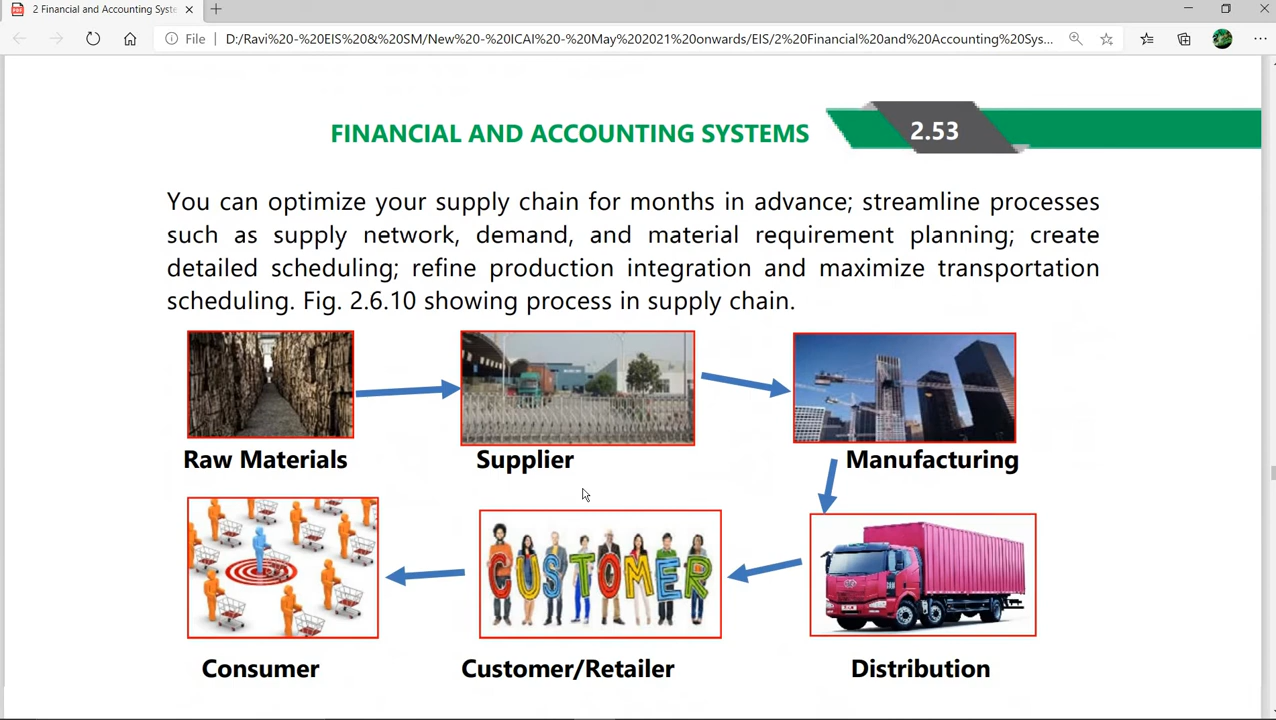 2 Financial and Accounting Syste
File
D:/Ravi%20-%20EIS%20&%20SM/New%20-%20ICAI%20-%20May%202021%20onwards/EIS/2%20Financial%20and%20Accounting%20Sys...
FINANCIAL AND ACCOUNTING SYSTEMS
2.53
You can optimize your supply chain for months in advance; streamline processes
such as supply network, demand, and material requirement planning; create
detailed scheduling; refine production integration and maximize transportation
scheduling. Fig. 2.6.10 showing process in supply chain.
Raw Materials
Supplier
Manufacturing
CUSTOMER
Consumer
Customer/Retailer
Distribution